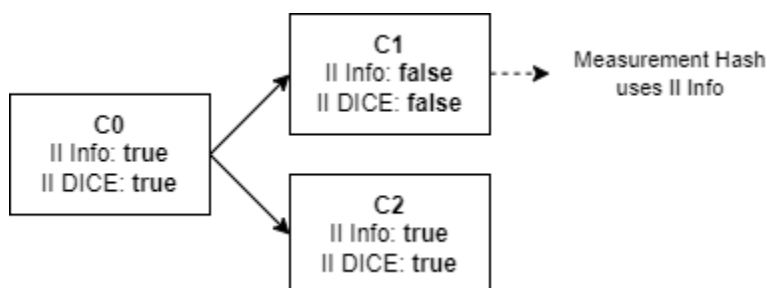 C0
II Info: true
II DICE: true
C1
II Info: false
II DICE: false
Measurement Hash
uses II Info
C2
II Info: true
II DICE: true